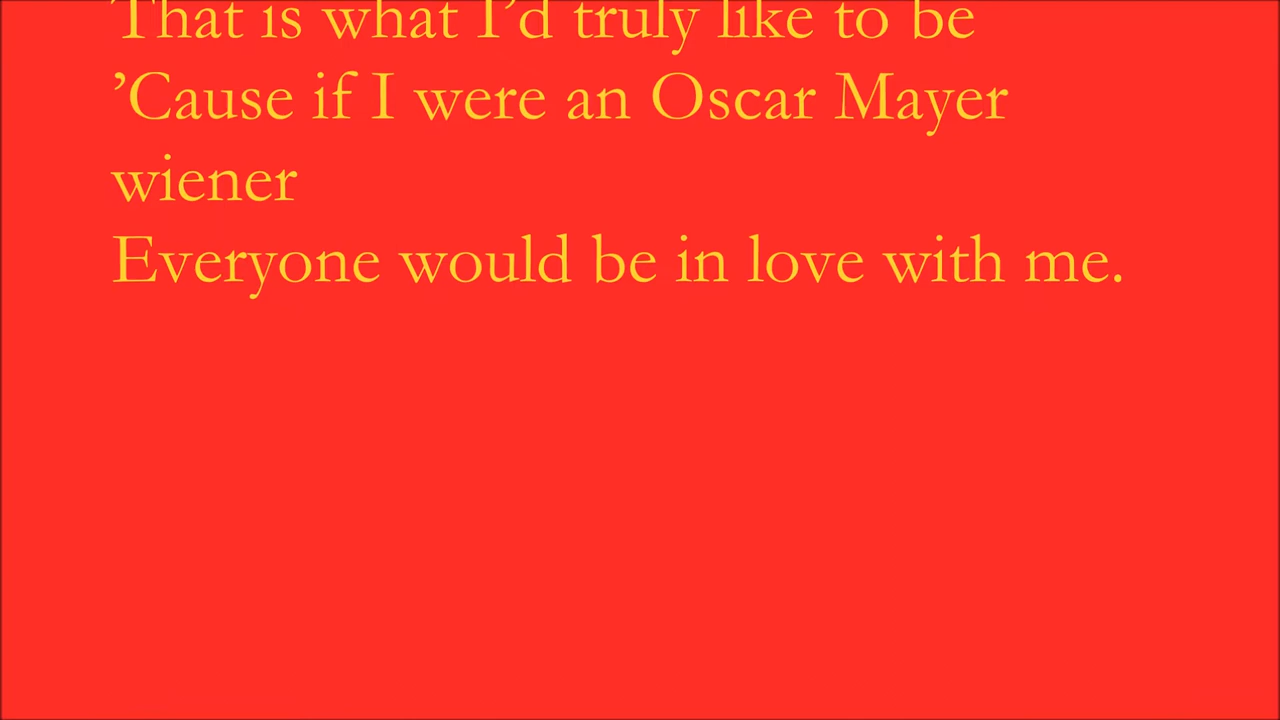 That is what I’d truly like to be
’Cause if I were an Oscar Mayer
wiener
Everyone would be in love with me.